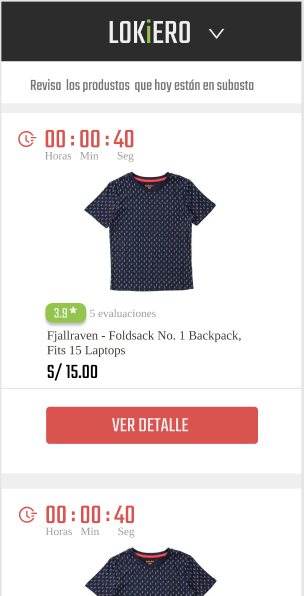 LOKiERO
Revisa los productos que hoy están en subasta
00 : 00 : 40
Horas Min Seg
3.9★ 5 evaluaciones
Fjallraven - Foldsack No. 1 Backpack,
Fits 15 Laptops
S/ 15.00
VER DETALLE
00 : 00 : 40
Horas Min Seg